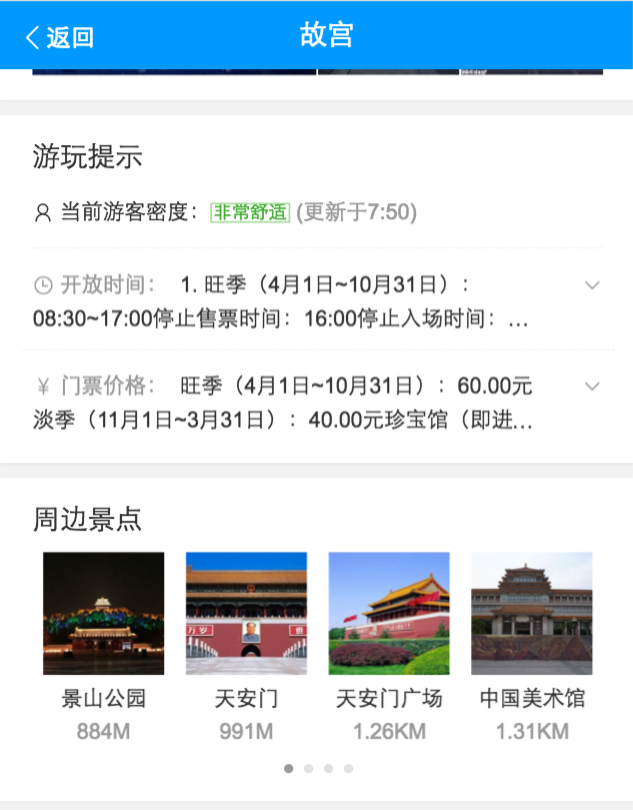 返回
故宫
游玩提示
当前游客密度： 非常舒适 (更新于7:50)
开放时间： 1. 旺季（4月1日~10月31日）：
08:30~17:00停止售票时间：16:00停止入场时间：...
¥ 门票价格： 旺季（4月1日~10月31日）：60.00元
淡季（11月1日~3月31日）：40.00元珍宝馆（即进...
周边景点
万岁
景山公园
天安门
天安门广场
中国美术馆
884M
991M
1.26KM
1.31KM